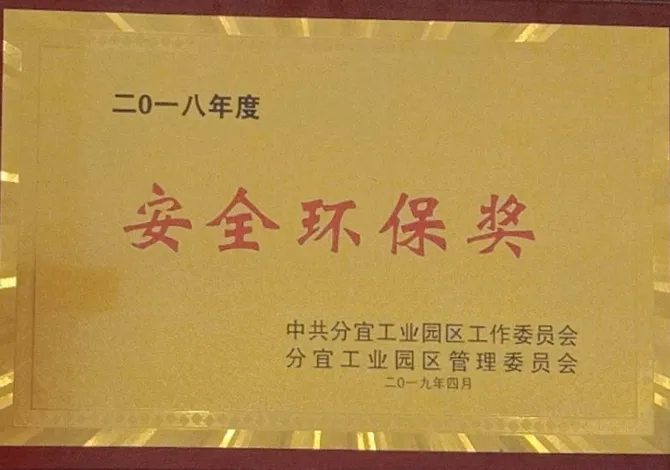 二0一八年度
安全环保奖
中共分宜工业园区工作委员会
分宜工业园区管理委员会
二0一九年四月